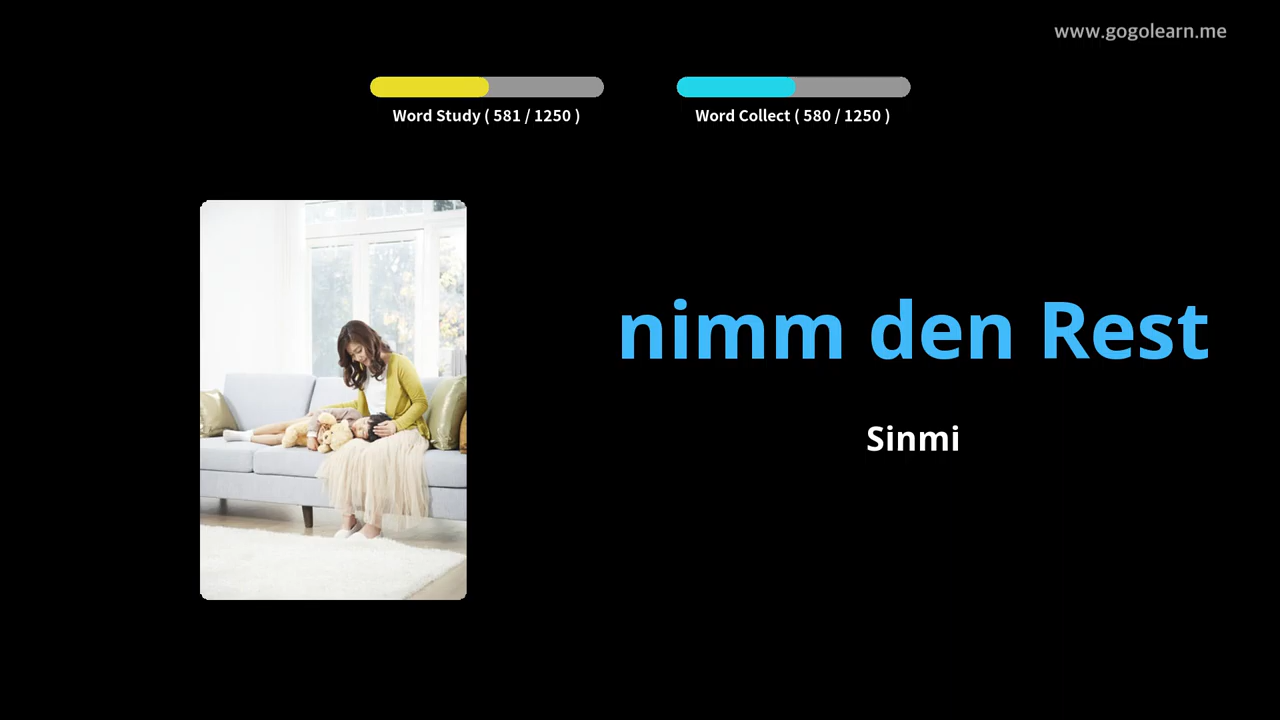 www.gogolearn.me
Word Study ( 581 / 1250 )
Word Collect ( 580 / 1250 )
nimm den Rest
Sinmi